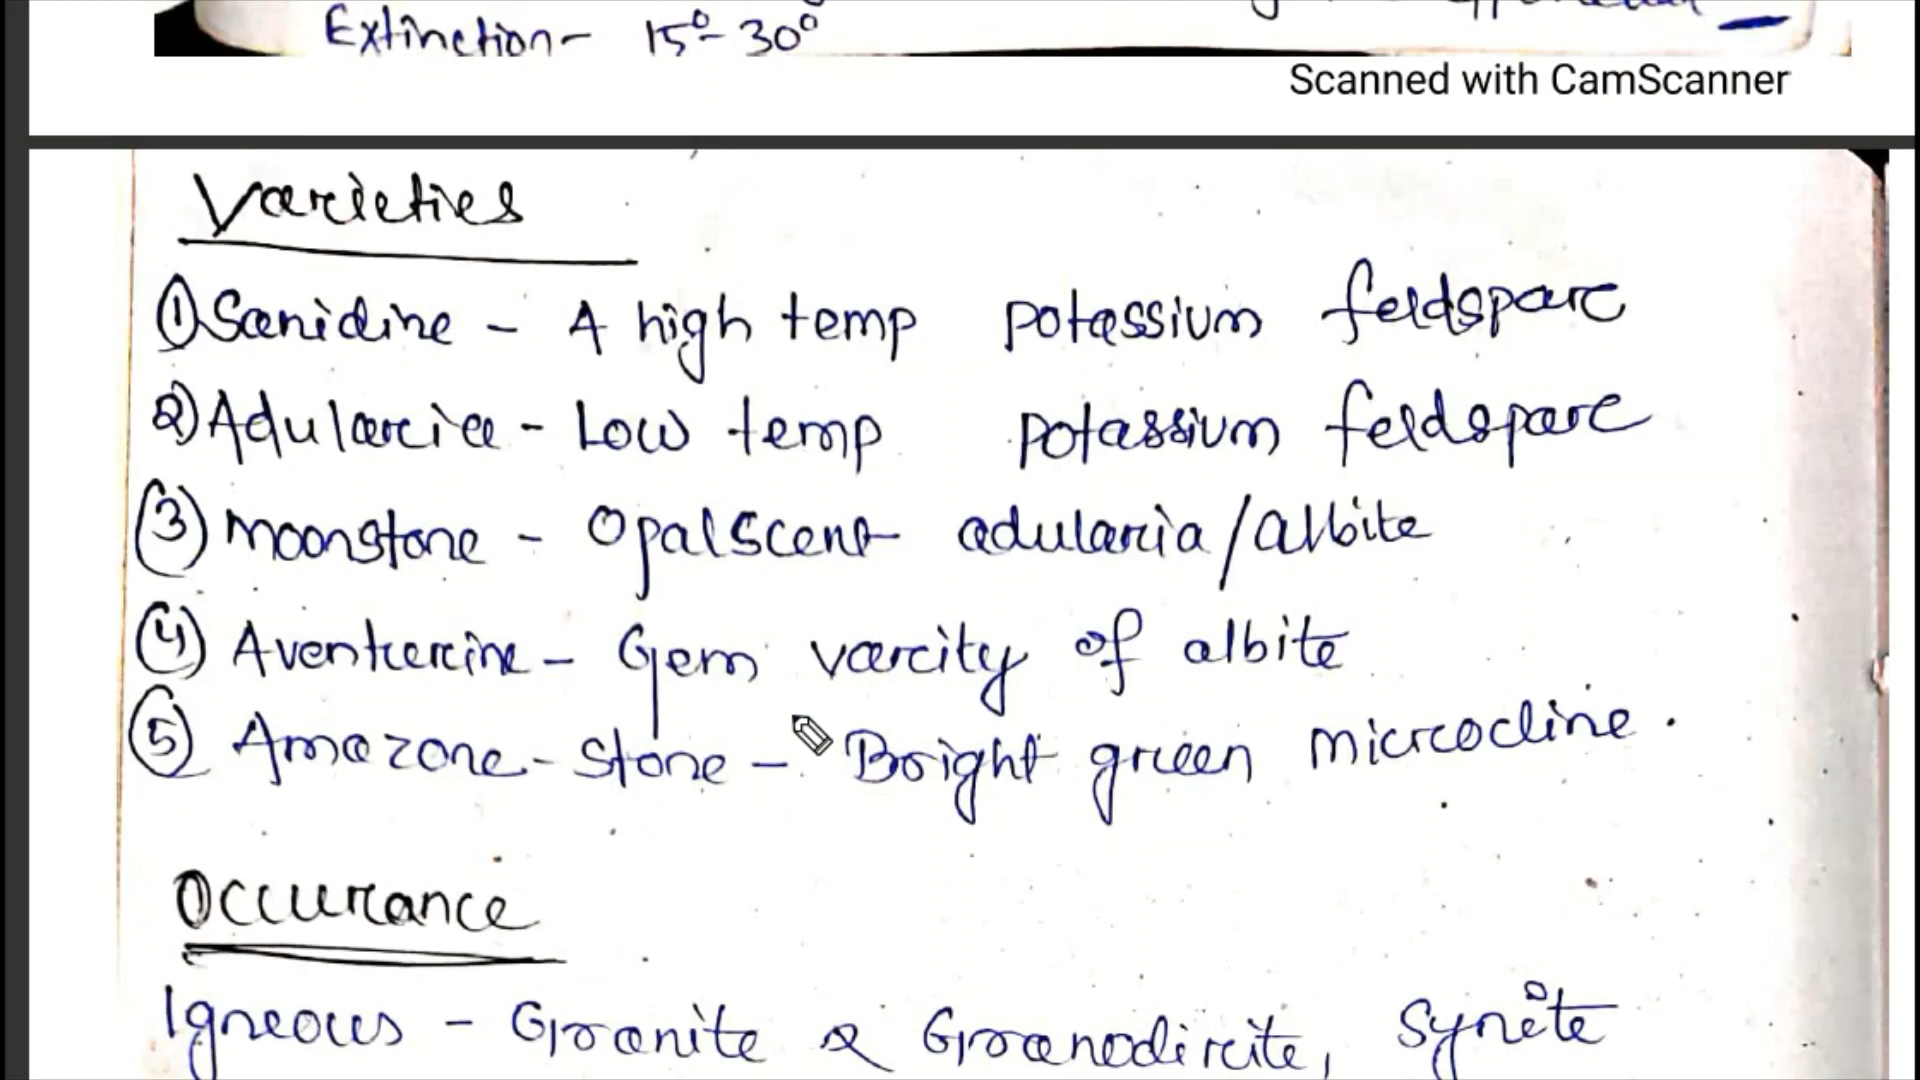 Extinction - 15° - 30°
Scanned with CamScanner
Varieties
① Sanidine - A high temp potassium feldspar
② Adularia - Low temp potassium feldspar
③ Moonstone - Opalscent adularia/albite
④ Aventurine - Gem varity of albite
⑤ Amazone-stone - Bright green microcline.
Occurance
Igneous - Granite & Granodirite, Synite